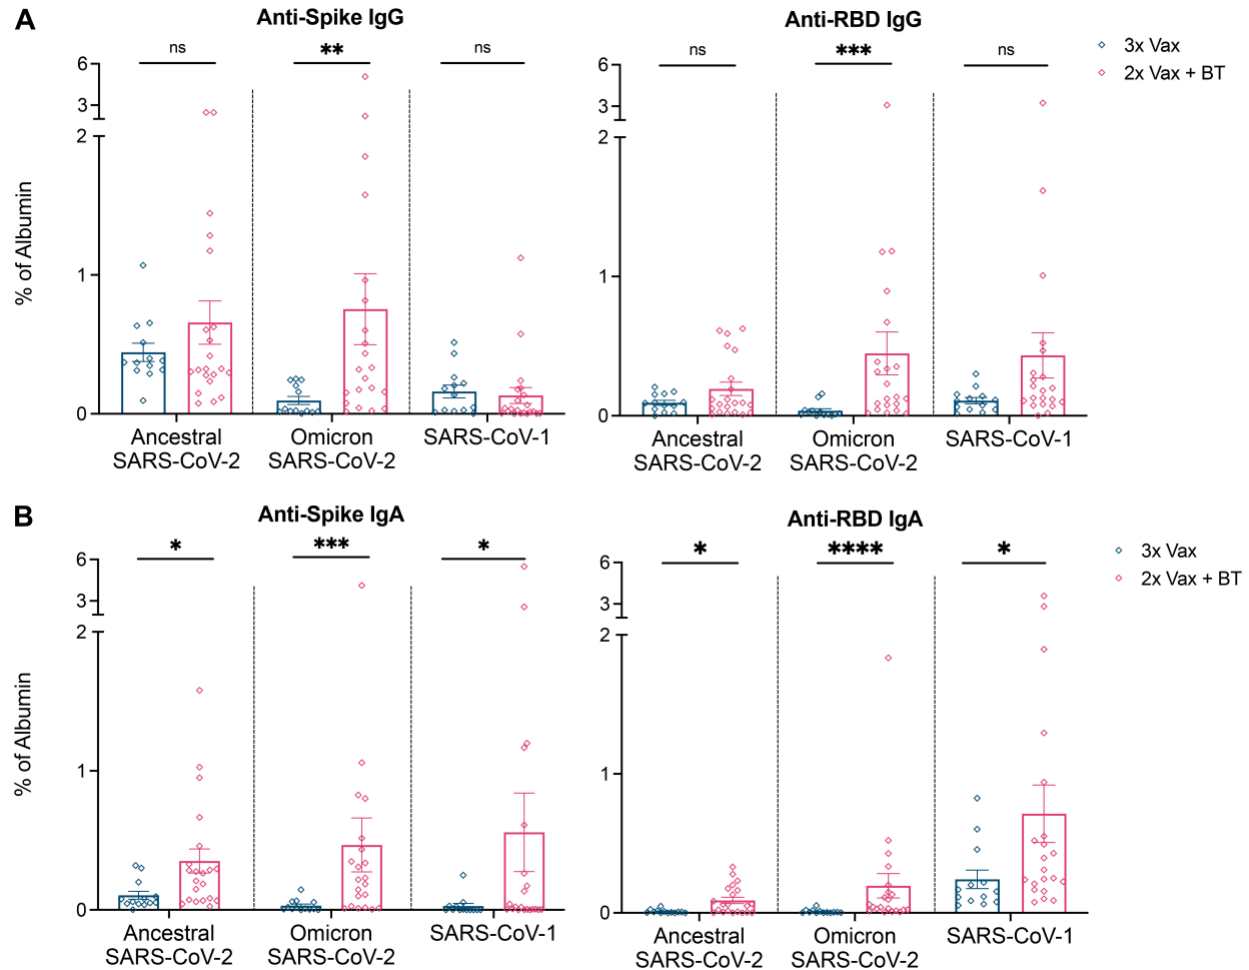 A
Anti-Spike IgG
Anti-RBD IgG
ns
**
ns
ns
***
ns
3x Vax
2x Vax + BT
6
3
2
1
0
6
3
2
1
0
% of Albumin
Ancestral
SARS-CoV-2
Omicron
SARS-CoV-2
SARS-CoV-1
Ancestral
SARS-CoV-2
Omicron
SARS-CoV-2
SARS-CoV-1
B
Anti-Spike IgA
Anti-RBD IgA
*
***
*
*
****
*
3x Vax
2x Vax + BT
6
3
2
1
0
6
3
2
1
0
% of Albumin
Ancestral
SARS-CoV-2
Omicron
SARS-CoV-2
SARS-CoV-1
Ancestral
SARS-CoV-2
Omicron
SARS-CoV-2
SARS-CoV-1